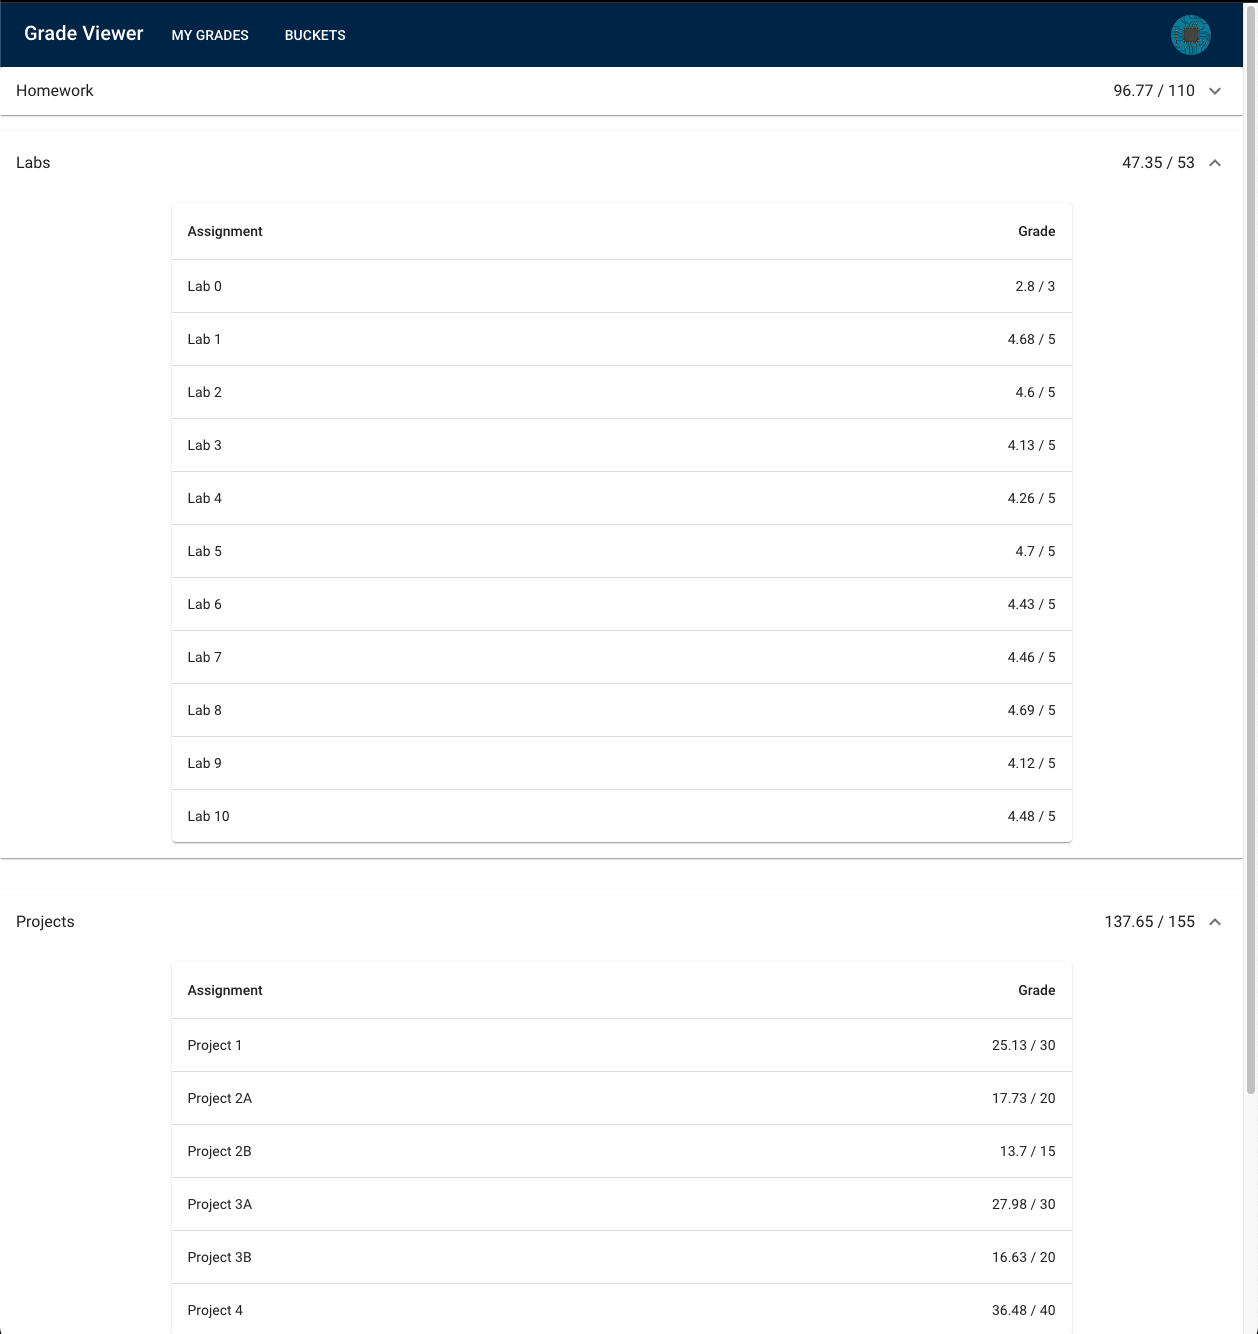 Grade Viewer MY GRADES BUCKETS
Homework 96.77 / 110
Labs 47.35 / 53
Assignment Grade
Lab 0 2.8 / 3
Lab 1 4.68 / 5
Lab 2 4.6 / 5
Lab 3 4.13 / 5
Lab 4 4.26 / 5
Lab 5 4.7 / 5
Lab 6 4.43 / 5
Lab 7 4.46 / 5
Lab 8 4.69 / 5
Lab 9 4.12 / 5
Lab 10 4.48 / 5
Projects 137.65 / 155
Assignment Grade
Project 1 25.13 / 30
Project 2A 17.73 / 20
Project 2B 13.7 / 15
Project 3A 27.98 / 30
Project 3B 16.63 / 20
Project 4 36.48 / 40